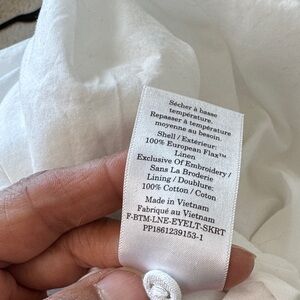 Sécher à basse
température.
Repasser à température
moyenne au besoin.
Shell / Extérieur:
100% European Flax™
Linen
Exclusive Of Embroidery /
Sans La Broderie
Lining / Doublure:
100% Cotton / Coton
Made in Vietnam
Fabriqué au Vietnam
F-BTM-LNE-EYELT-SKRT
PP1861239153-1